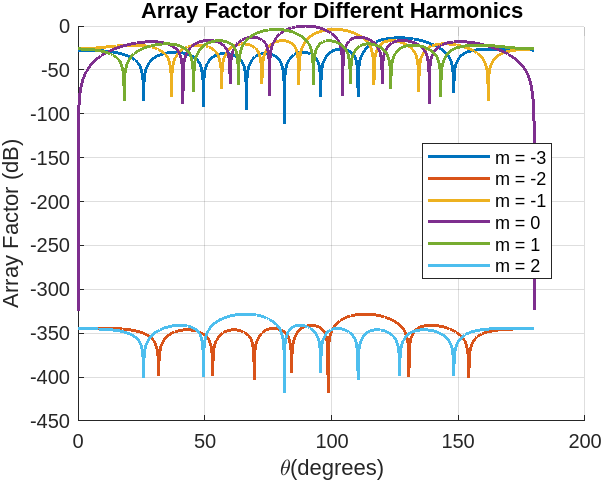 Array Factor for Different Harmonics
Array Factor (dB)
0
-50
-100
-150
-200
-250
-300
-350
-400
-450
m = -3
m = -2
m = -1
m = 0
m = 1
m = 2
0 50 100 150 200
θ(degrees)